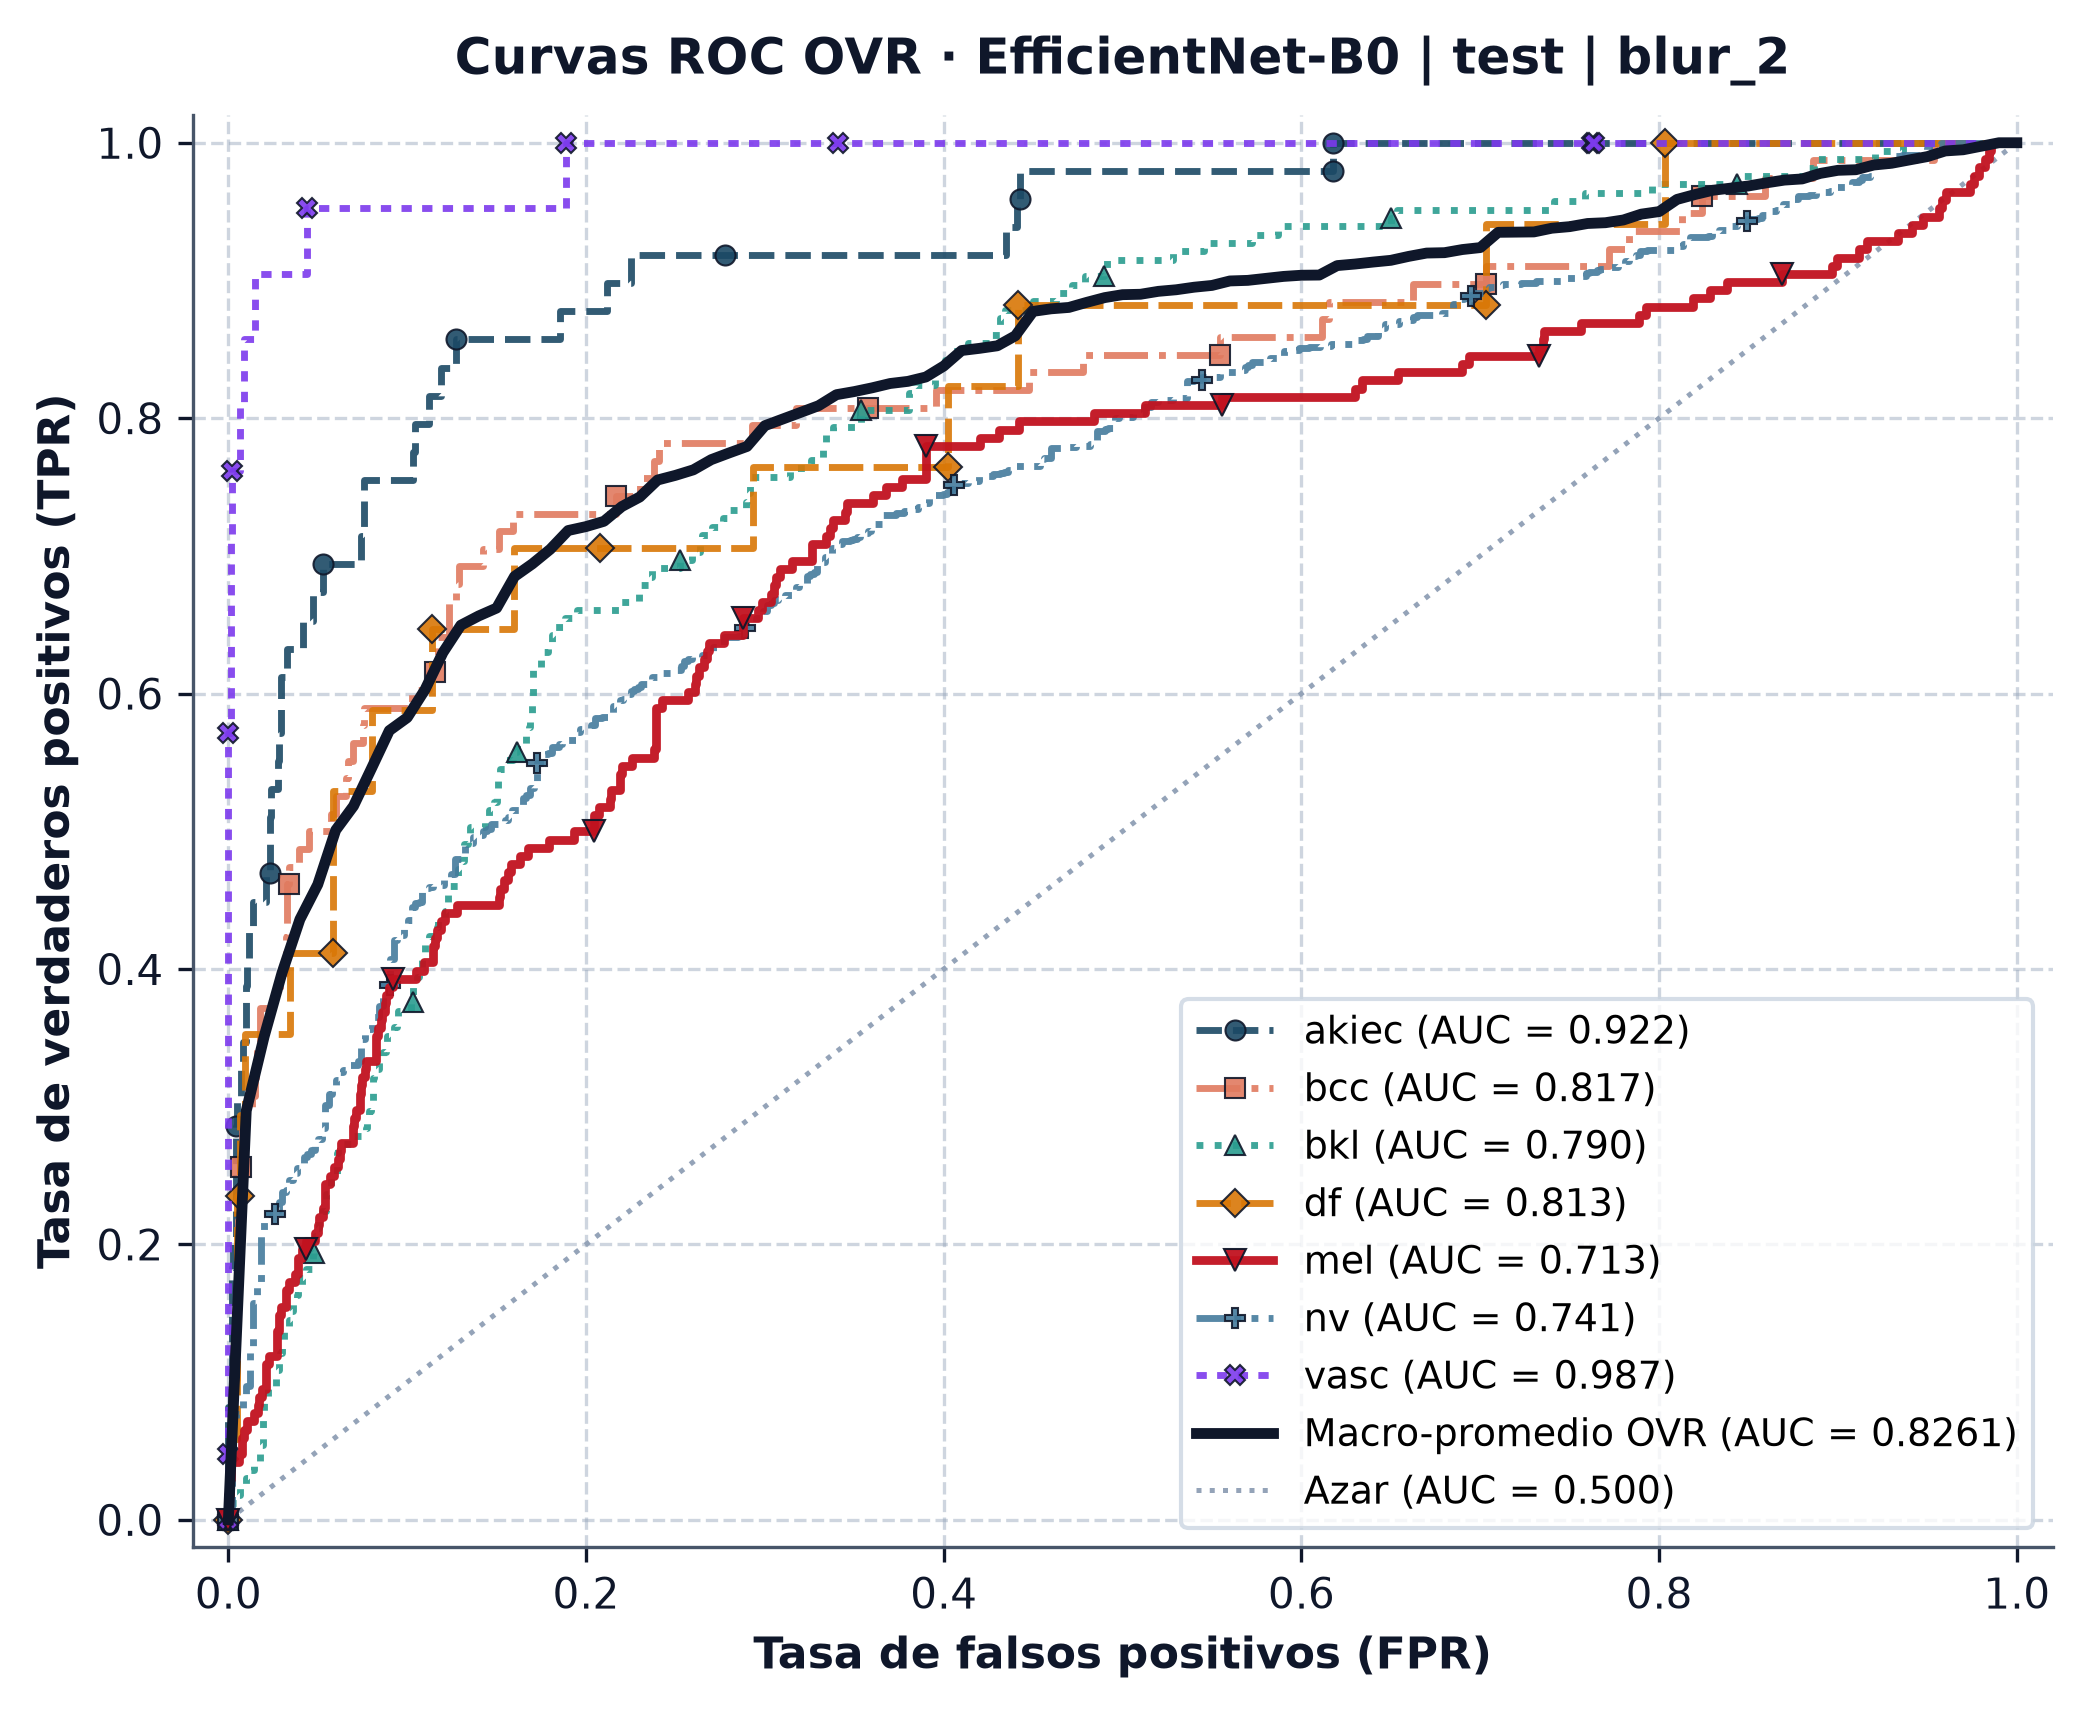 Curvas ROC OVR · EfficientNet-B0 | test | blur_2
Tasa de verdaderos positivos (TPR)
1.0
0.8
0.6
0.4
0.2
0.0
0.0 0.2 0.4 0.6 0.8 1.0
Tasa de falsos positivos (FPR)
akiec (AUC = 0.922)
bcc (AUC = 0.817)
bkl (AUC = 0.790)
df (AUC = 0.813)
mel (AUC = 0.713)
nv (AUC = 0.741)
vasc (AUC = 0.987)
Macro-promedio OVR (AUC = 0.8261)
Azar (AUC = 0.500)